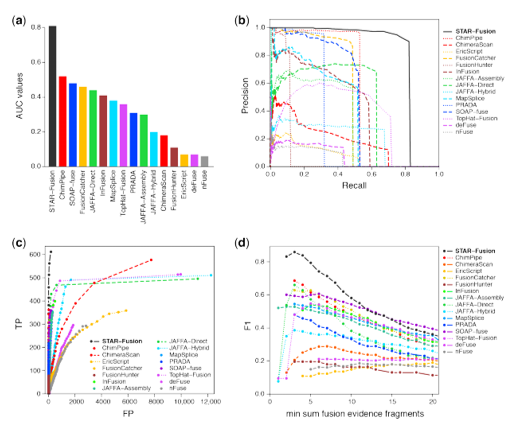 (a)
AUC values
0.8
0.6
0.4
0.2
0.0
STAR-Fusion
ChimPipe
SOAP-fuse
FusionCatcher
JAFFA-Direct
InFusion
MapSplice
TopHat-Fusion
PRADA
JAFFA-Assembly
JAFFA-Hybrid
ChimeraScan
FusionHunter
EricScript
deFuse
nFuse
(b)
Precision
1.0
0.8
0.6
0.4
0.2
0.0
0.0 0.2 0.4 0.6 0.8 1.0
Recall
STAR-Fusion
ChimPipe
ChimeraScan
EricScript
FusionCatcher
FusionHunter
InFusion
JAFFA-Assembly
JAFFA-Direct
JAFFA-Hybrid
MapSplice
PRADA
SOAP-fuse
TopHat-Fusion
deFuse
nFuse
(c)
TP
600
500
400
300
200
100
0
0 2000 4000 6000 8000 10,000 12,000
FP
STAR-Fusion
ChimPipe
ChimeraScan
EricScript
FusionCatcher
FusionHunter
InFusion
JAFFA-Assembly
JAFFA-Direct
JAFFA-Hybrid
MapSplice
PRADA
SOAP-fuse
TopHat-Fusion
deFuse
nFuse
(d)
F1
0.8
0.6
0.4
0.2
0.0
0 5 10 15 20
min sum fusion evidence fragments
STAR-Fusion
ChimPipe
ChimeraScan
EricScript
FusionCatcher
FusionHunter
InFusion
JAFFA-Assembly
JAFFA-Direct
JAFFA-Hybrid
MapSplice
PRADA
SOAP-fuse
TopHat-Fusion
deFuse
nFuse